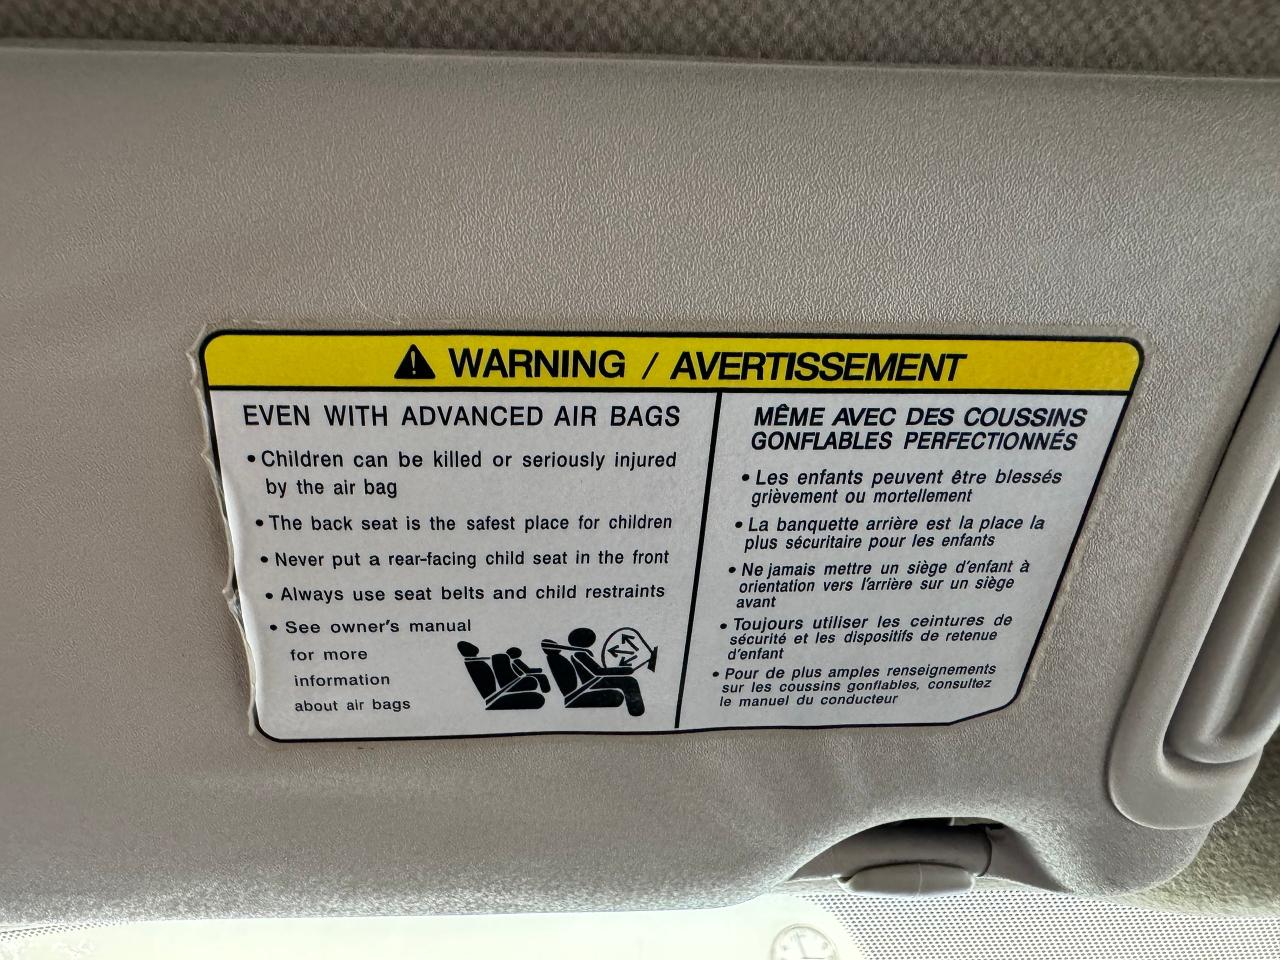 WARNING / AVERTISSEMENT
EVEN WITH ADVANCED AIR BAGS
• Children can be killed or seriously injured
by the air bag
• The back seat is the safest place for children
• Never put a rear-facing child seat in the front
• Always use seat belts and child restraints
• See owner's manual
for more
information
about air bags
MÊME AVEC DES COUSSINS
GONFLABLES PERFECTIONNÉS
• Les enfants peuvent être blessés
grièvement ou mortellement
• La banquette arrière est la place la
plus sécuritaire pour les enfants
• Ne jamais mettre un siège d'enfant à
orientation vers l'arrière sur un siège
avant
• Toujours utiliser les ceintures de
sécurité et les dispositifs de retenue
d'enfant
• Pour de plus amples renseignements
sur les coussins gonflables, consultez
le manuel du conducteur